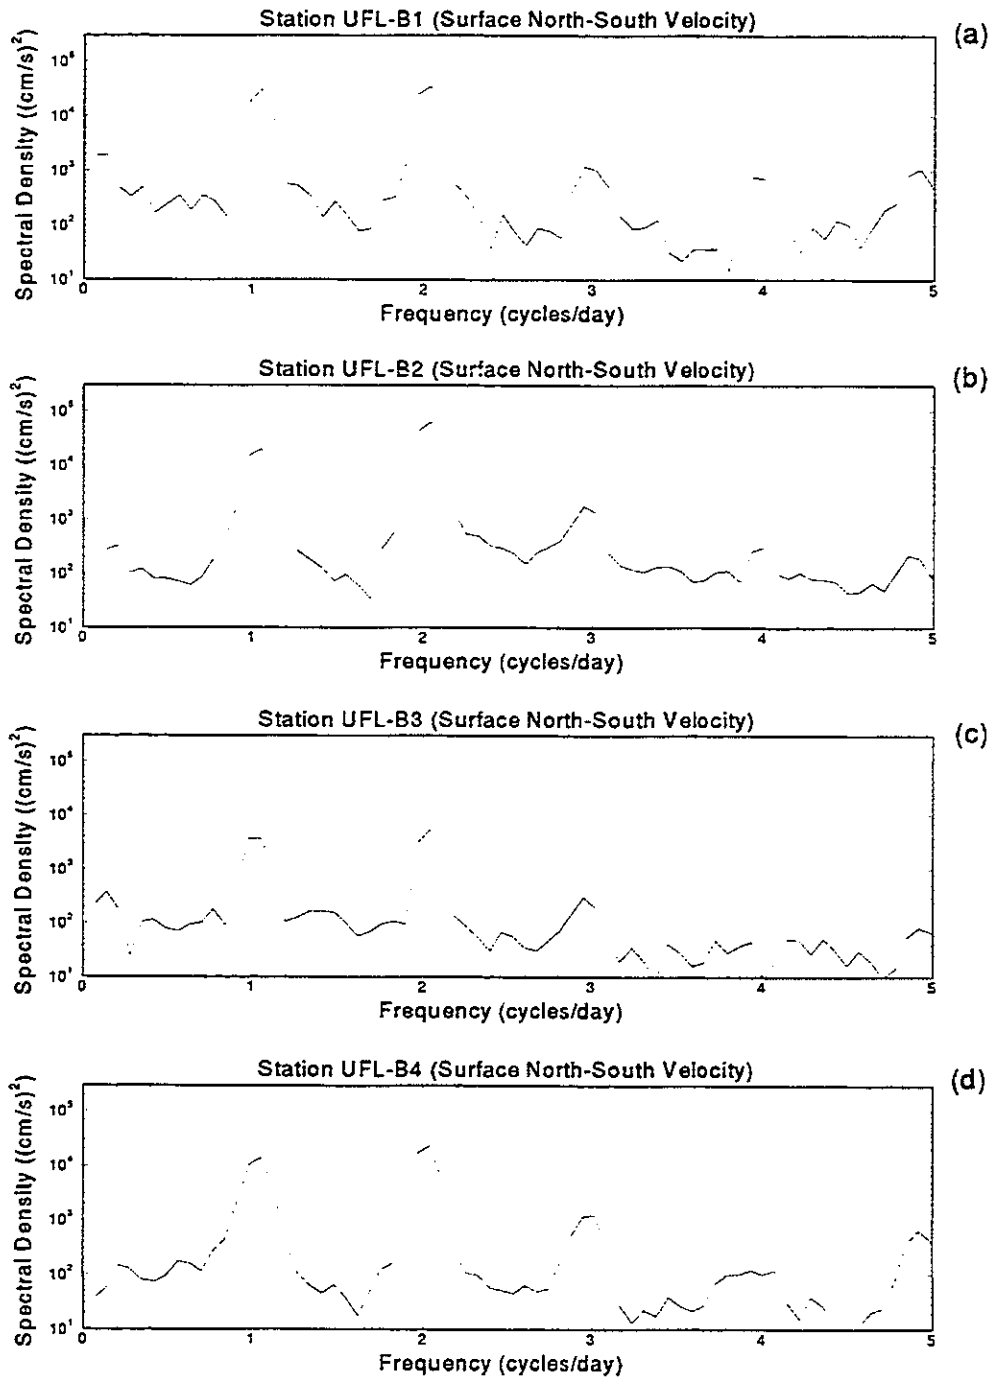 Station UFL-B1 (Surface North-South Velocity)
(a)
Spectral Density ((cm/s)²)
10⁵
10⁴
10³
10²
10¹
0 1 2 3 4 5
Frequency (cycles/day)
Station UFL-B2 (Surface North-South Velocity)
(b)
Spectral Density ((cm/s)²)
10⁵
10⁴
10³
10²
10¹
0 1 2 3 4 5
Frequency (cycles/day)
Station UFL-B3 (Surface North-South Velocity)
(c)
Spectral Density ((cm/s)²)
10⁵
10⁴
10³
10²
10¹
0 1 2 3 4 5
Frequency (cycles/day)
Station UFL-B4 (Surface North-South Velocity)
(d)
Spectral Density ((cm/s)²)
10⁵
10⁴
10³
10²
10¹
0 1 2 3 4 5
Frequency (cycles/day)